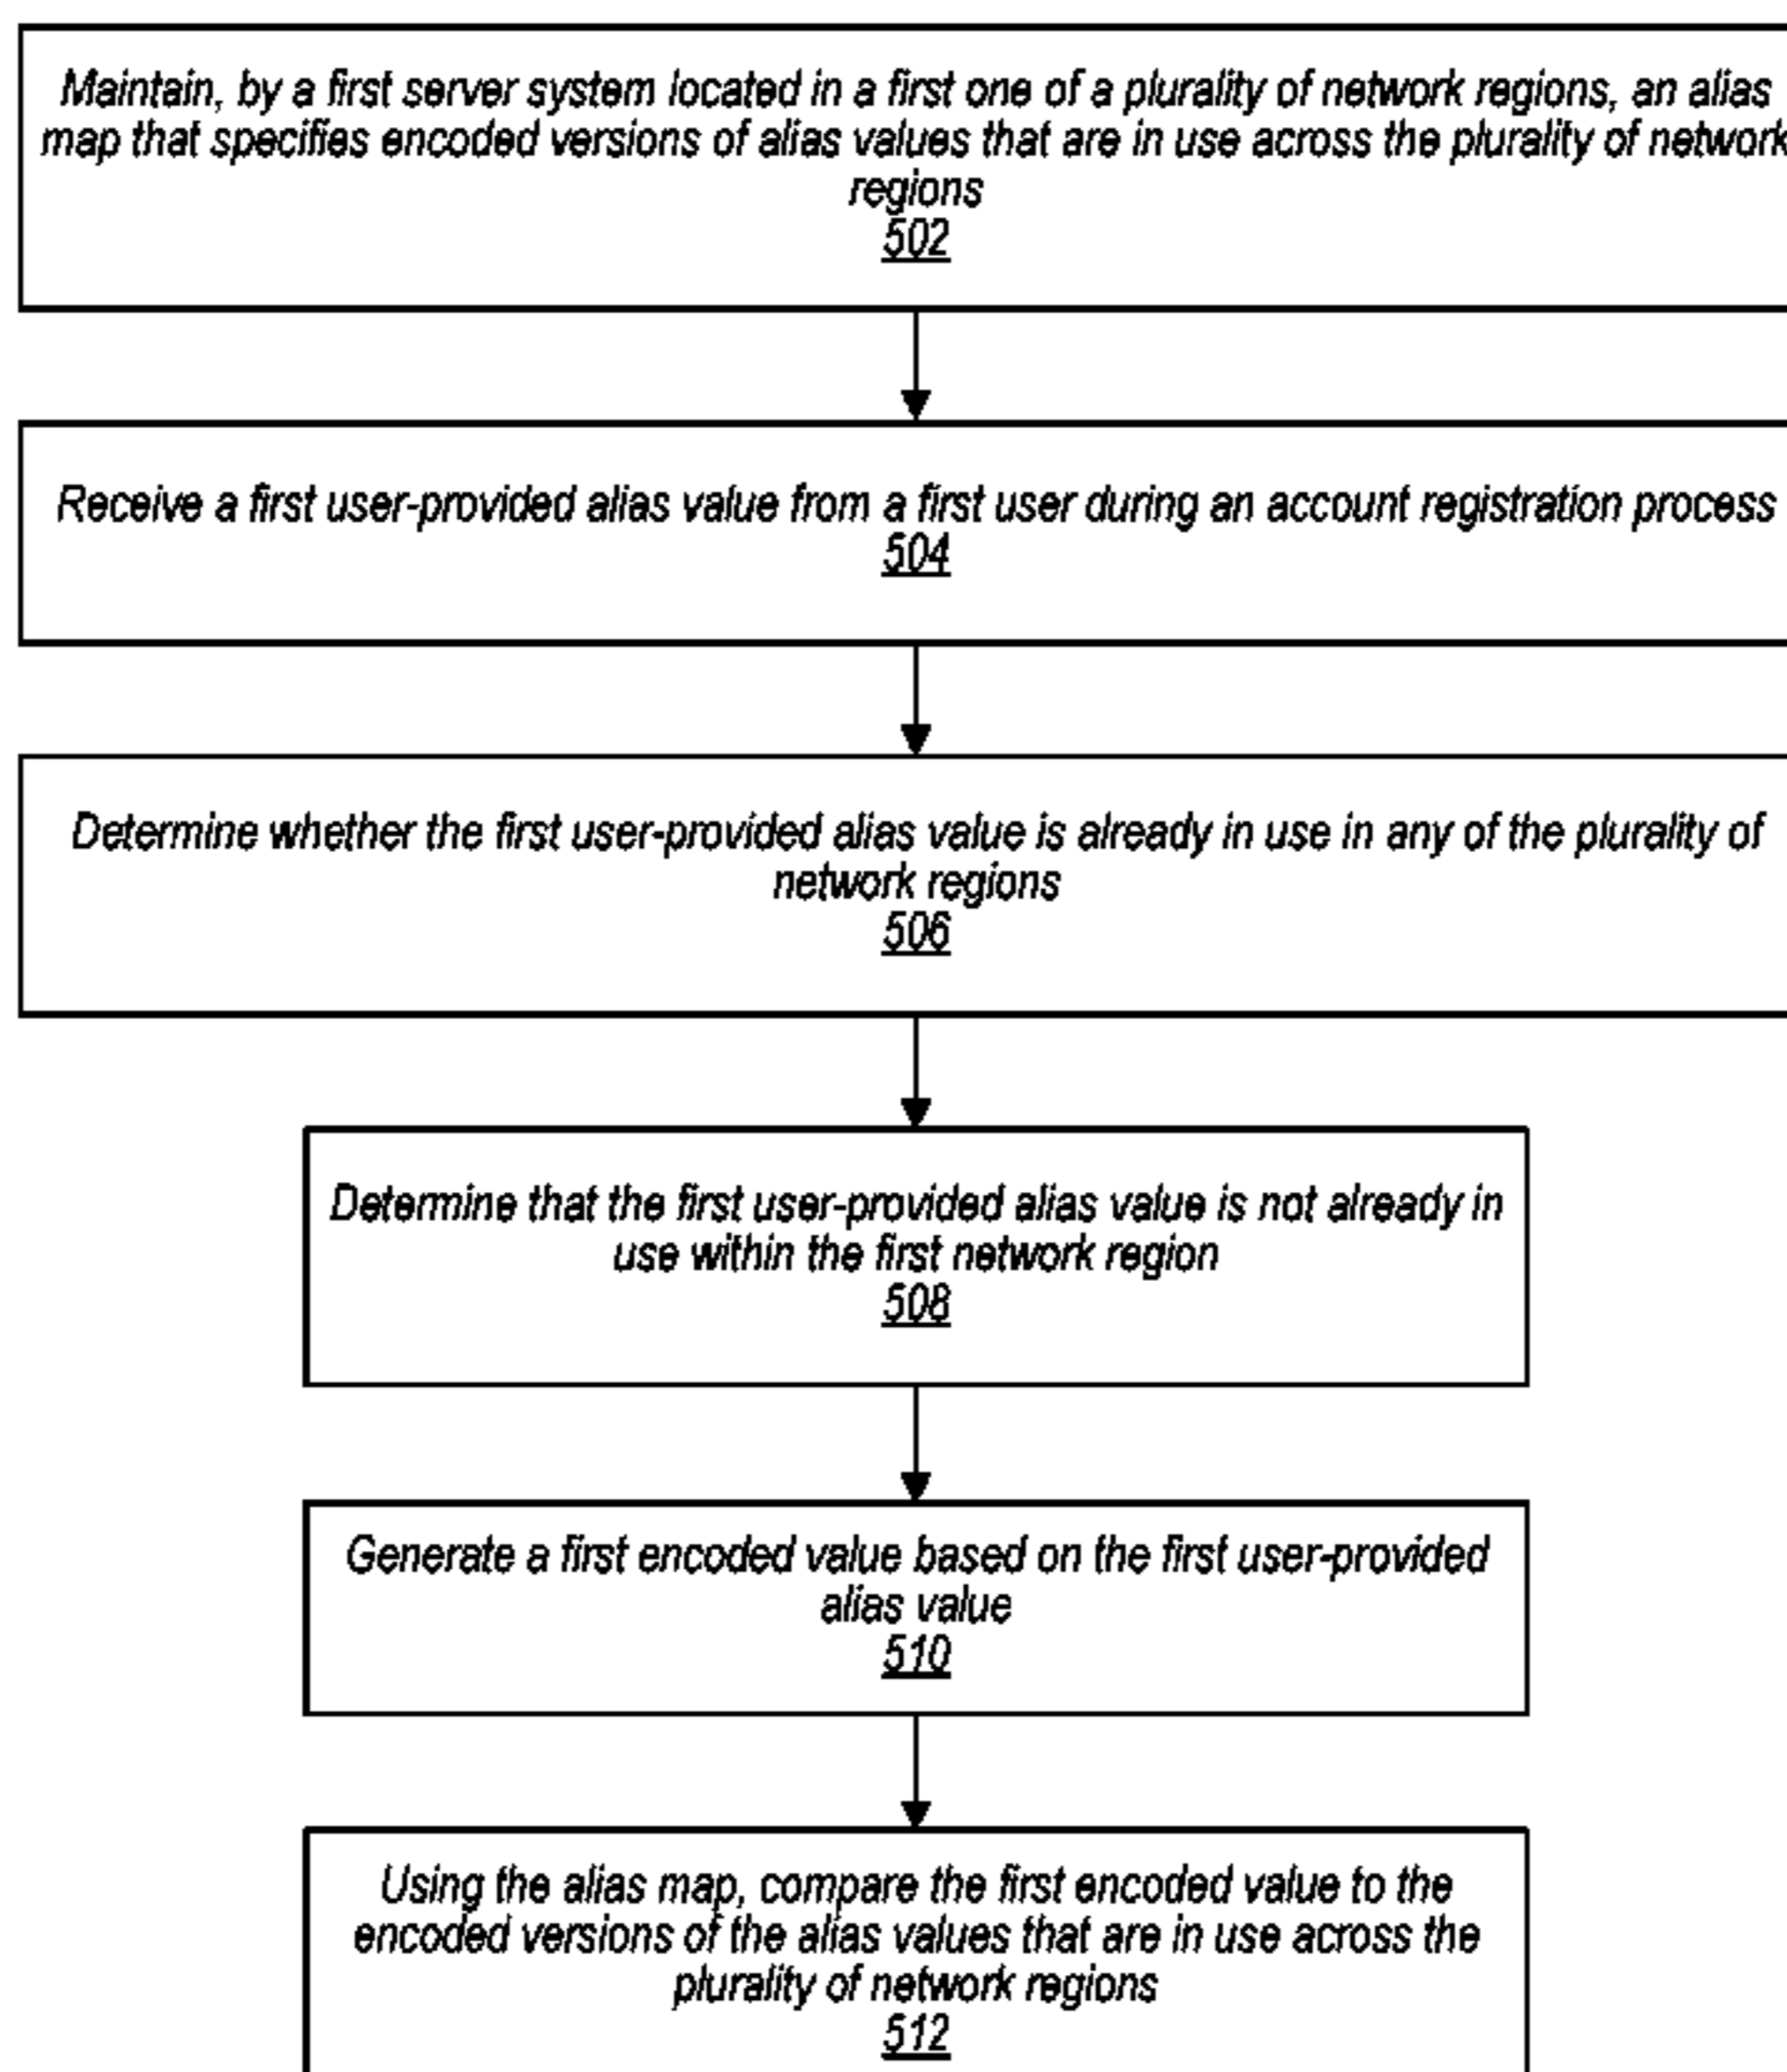 Maintain, by a first server system located in a first one of a plurality of network regions, an alias
map that specifies encoded versions of alias values that are in use across the plurality of network
regions
502
Receive a first user-provided alias value from a first user during an account registration process
504
Determine whether the first user-provided alias value is already in use in any of the plurality of
network regions
506
Determine that the first user-provided alias value is not already in
use within the first network region
508
Generate a first encoded value based on the first user-provided
alias value
510
Using the alias map, compare the first encoded value to the
encoded versions of the alias values that are in use across the
plurality of network regions
512